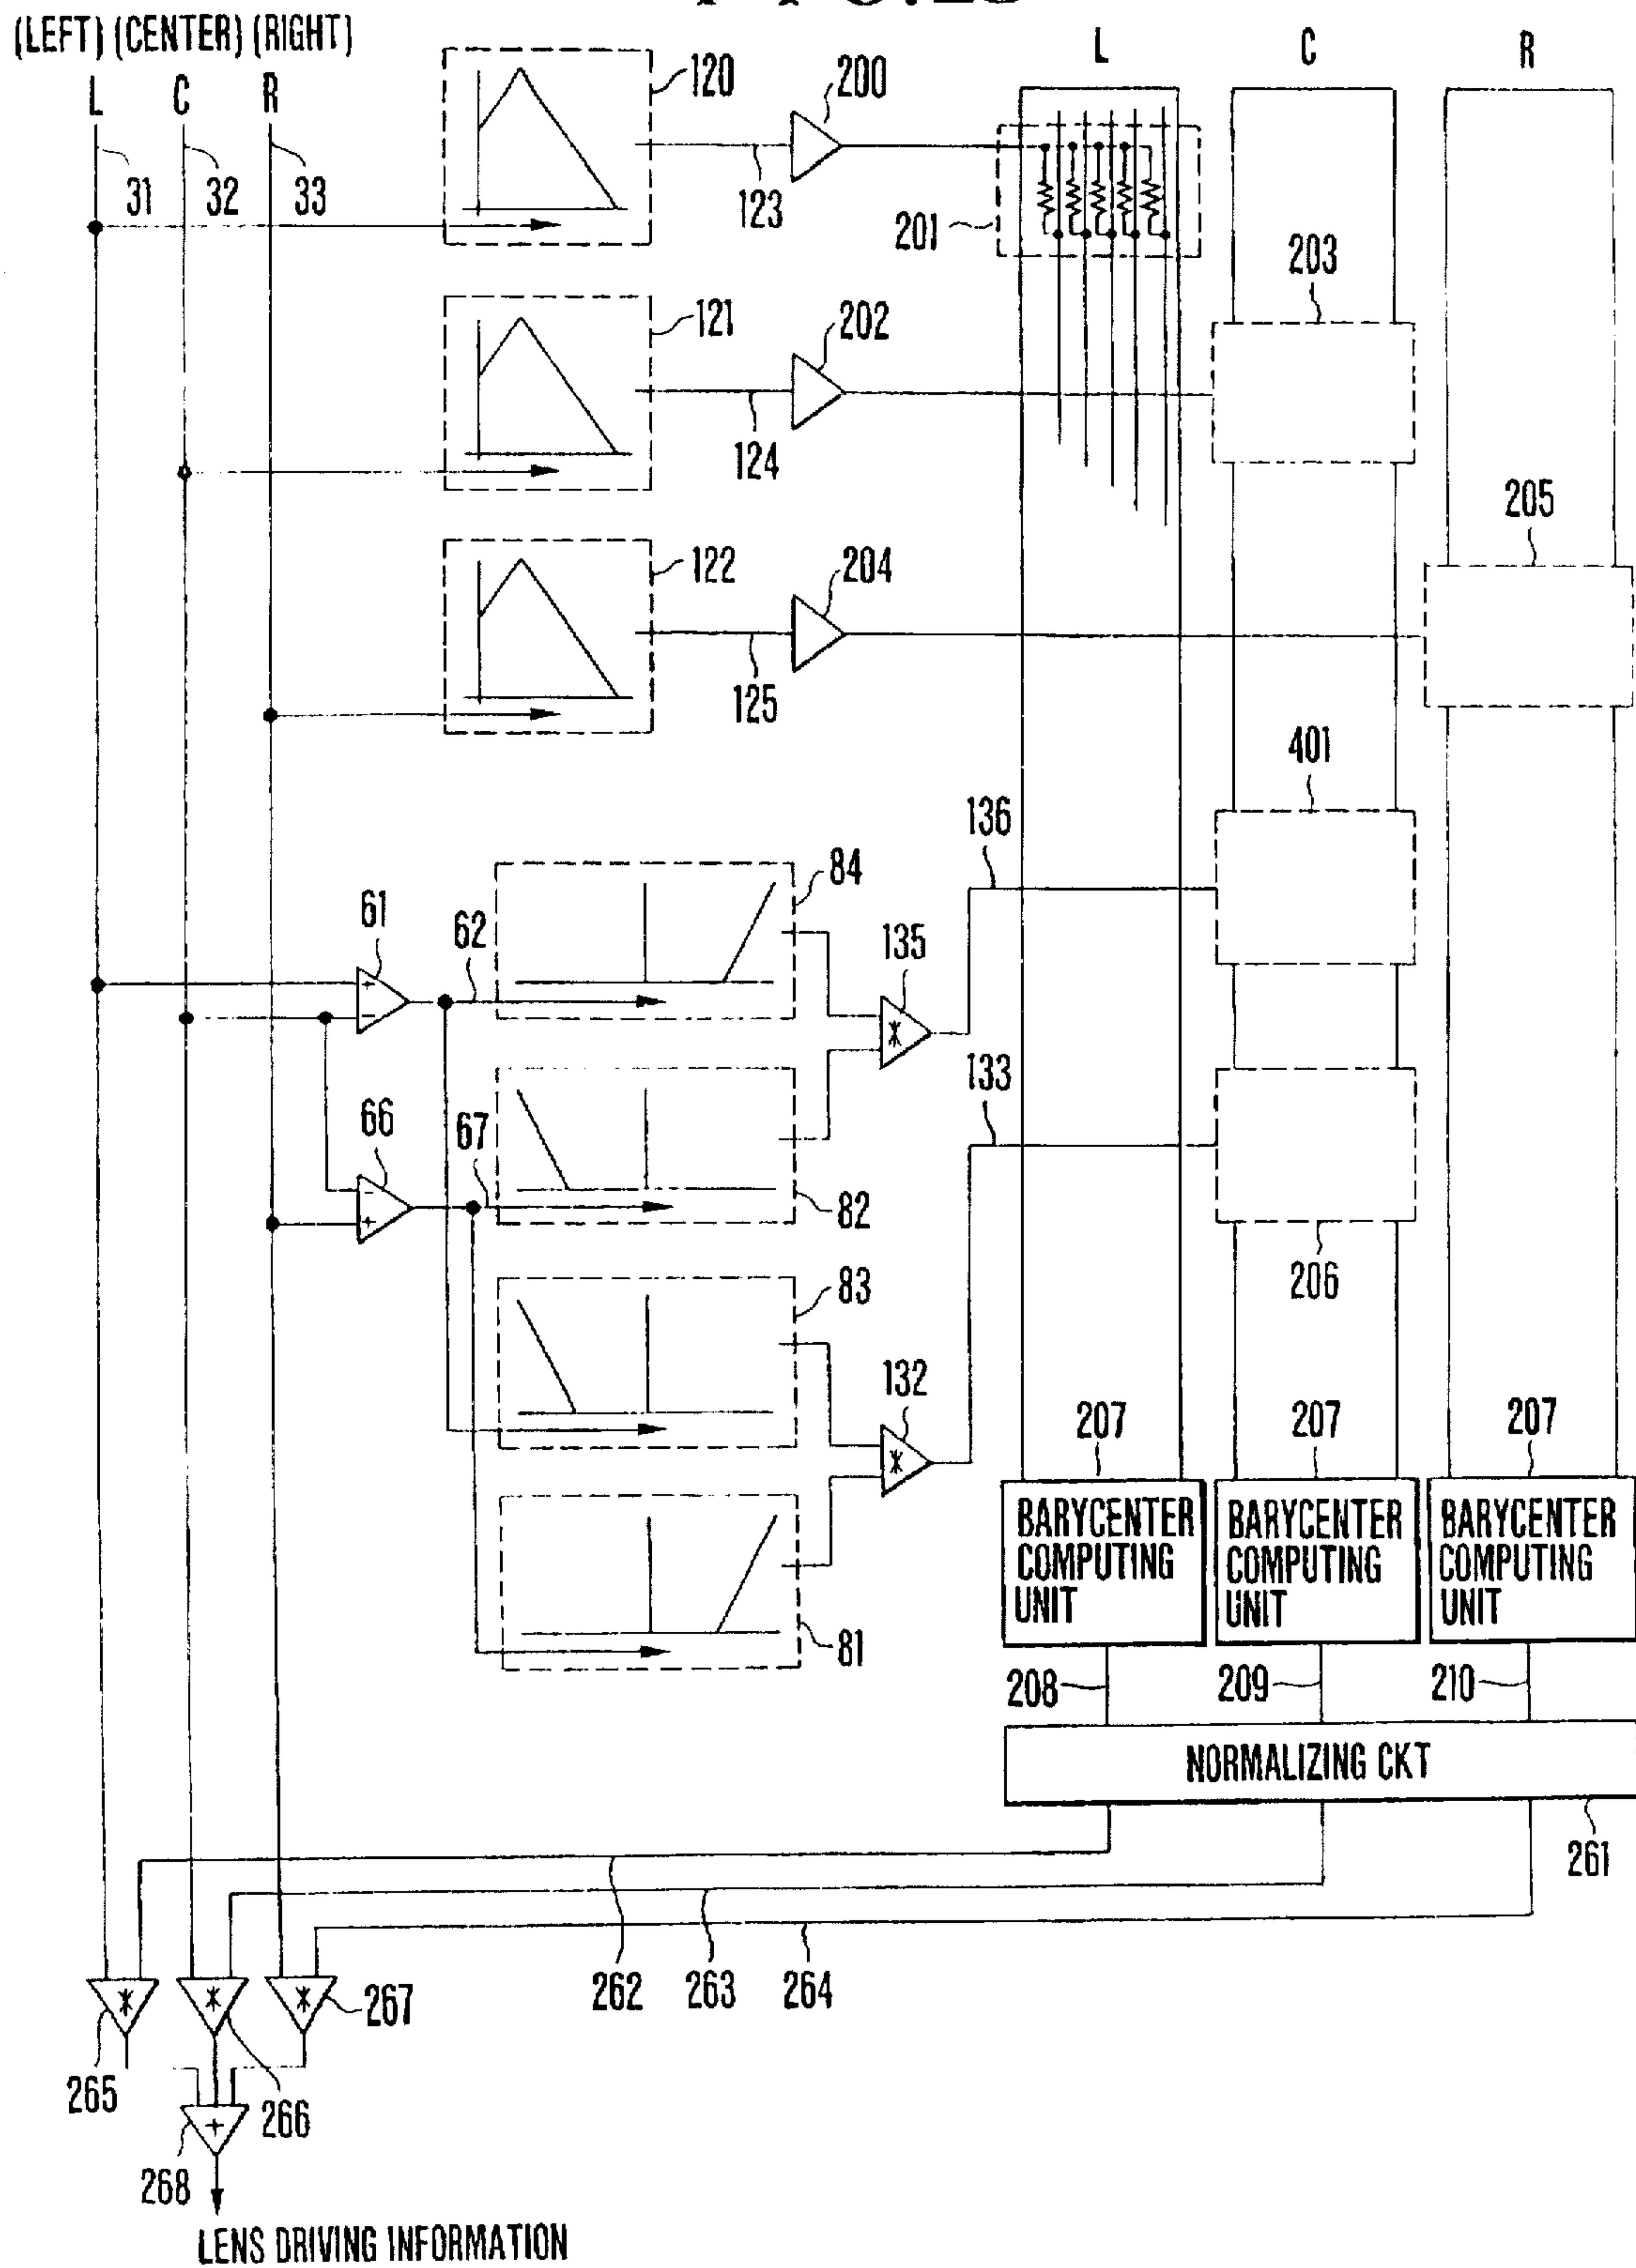 (LEFT) (CENTER) (RIGHT)
L C R
L C R
31 32 33
120
200
123
201
203
121
202
124
205
122
204
125
401
136
84
61
62
135
133
66
67
82
206
83
132
207 207 207
BARYCENTER COMPUTING UNIT
BARYCENTER COMPUTING UNIT
BARYCENTER COMPUTING UNIT
81
208 209 210
NORMALIZING CKT
261
262 263 264
267
265
266
268
LENS DRIVING INFORMATION